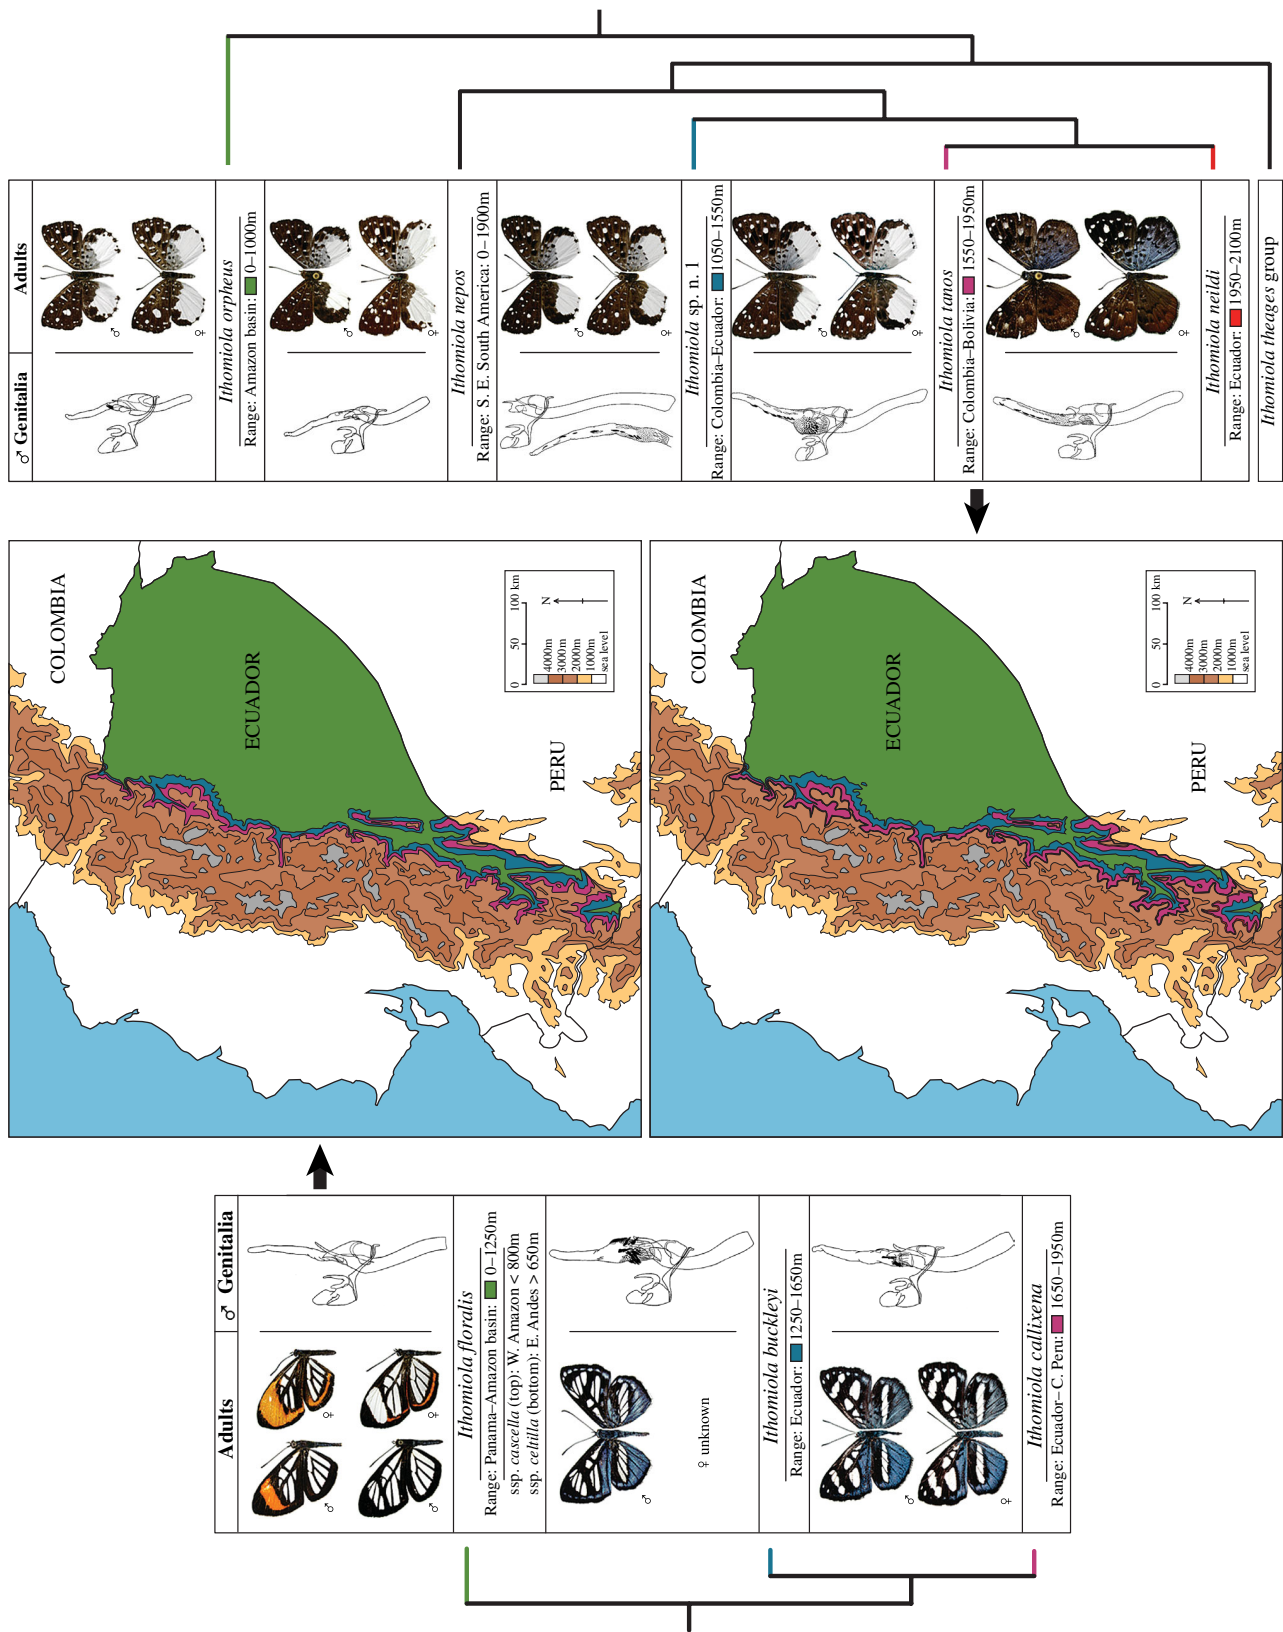 Adults
♂ Genitalia
♂
♀
Ithomiola orpheus
Range: Amazon basin: 0–1000m
♂
♀
Ithomiola nepos
Range: S. E. South America: 0–1900m
♂
♀
Ithomiola sp. n. 1
Range: Colombia–Ecuador: 1050–1550m
♂
♀
Ithomiola tanos
Range: Colombia–Bolivia: 1550–1950m
♂
♀
Ithomiola neildi
Range: Ecuador: 1950–2100m
Ithomiola theages group
COLOMBIA
ECUADOR
PERU
0 50 100 km
4000m
3000m
2000m
1000m
sea level
N
COLOMBIA
ECUADOR
PERU
0 50 100 km
4000m
3000m
2000m
1000m
sea level
N
Adults
♂ Genitalia
♂
♀
♂
♀
Ithomiola floralis
Range: Panama–Amazon basin: 0–1250m
ssp. cascella (top): W. Amazon < 800m
ssp. celtilla (bottom): E. Andes > 650m
♂
♀ unknown
Ithomiola buckleyi
Range: Ecuador: 1250–1650m
♂
♀
Ithomiola callixena
Range: Ecuador– C. Peru: 1650–1950m